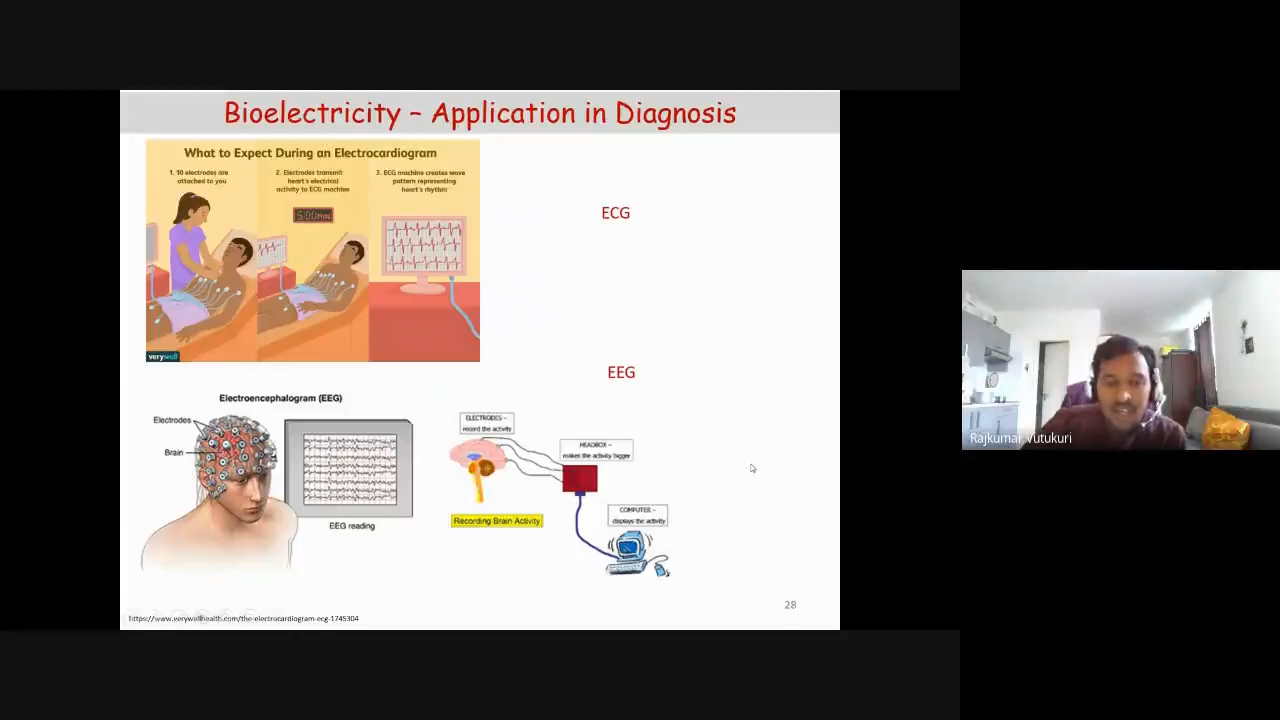 Bioelectricity – Application in Diagnosis
What to Expect During an Electrocardiogram
1. 10 electrodes are
attached to you
2. Electrodes transmit
heart's electrical
activity to ECG machine
3. ECG machine creates wave
pattern representing
heart's rhythm
5:00 MIN
verywell
ECG
EEG
Electroencephalogram (EEG)
Electrodes
Brain
EEG reading
ELECTRODES –
record the activity
HEADBOX –
makes the activity bigger
COMPUTER –
displays the activity
Recording Brain Activity
28
https://www.verywellhealth.com/the-electrocardiogram-ecg-1745304
Rajkumar Vutukuri